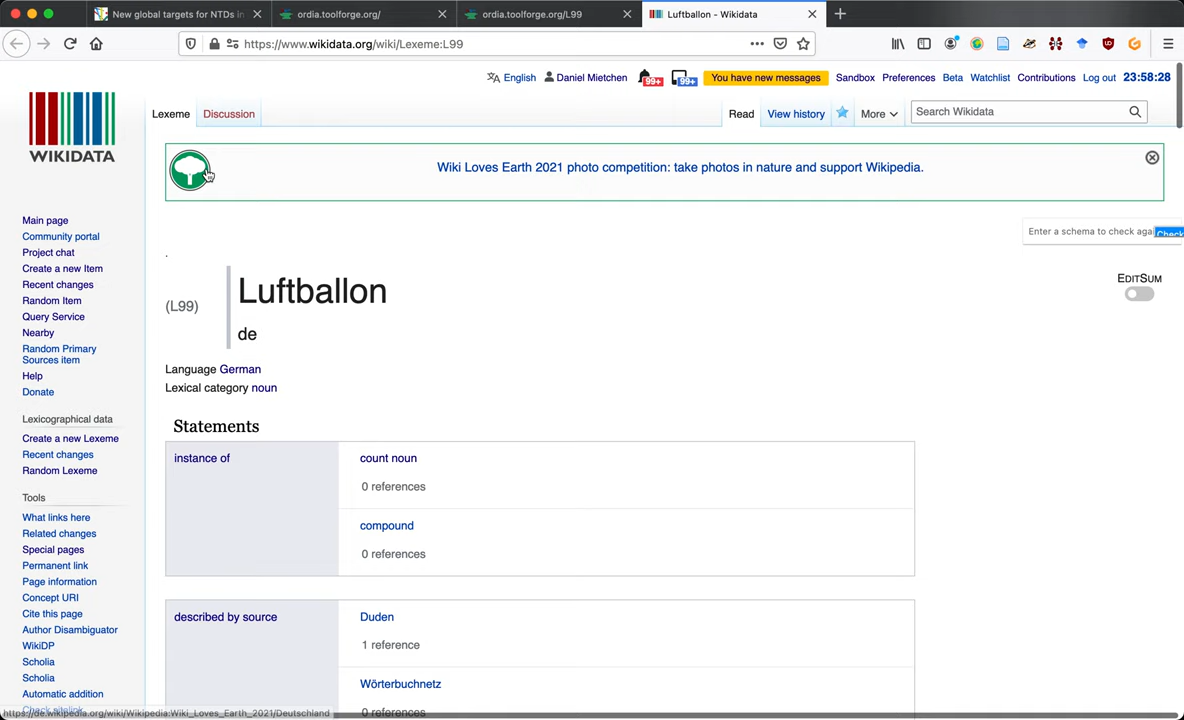 New global targets for NTDs in
ordia.toolforge.org/
ordia.toolforge.org/L99
Luftballon - Wikidata
https://www.wikidata.org/wiki/Lexeme:L99
English
Daniel Mietchen
99+
99+
You have new messages
Sandbox
Preferences
Beta
Watchlist
Contributions
Log out
23:58:28
WIKIDATA
Lexeme
Discussion
Read
View history
More
Search Wikidata
Wiki Loves Earth 2021 photo competition: take photos in nature and support Wikipedia.
Enter a schema to check aga
Check
.
(L99)
Luftballon
de
EDITSUM
Language German
Lexical category noun
Statements
instance of
count noun
0 references
compound
0 references
described by source
Duden
1 reference
Wörterbuchnetz
0 references
Main page
Community portal
Project chat
Create a new Item
Recent changes
Random Item
Query Service
Nearby
Random Primary
Sources item
Help
Donate
Lexicographical data
Create a new Lexeme
Recent changes
Random Lexeme
Tools
What links here
Related changes
Special pages
Permanent link
Page information
Concept URI
Cite this page
Author Disambiguator
WikiDP
Scholia
Scholia
Automatic addition
https://de.wikipedia.org/wiki/Wikipedia:Wiki_Loves_Earth_2021/Deutschland